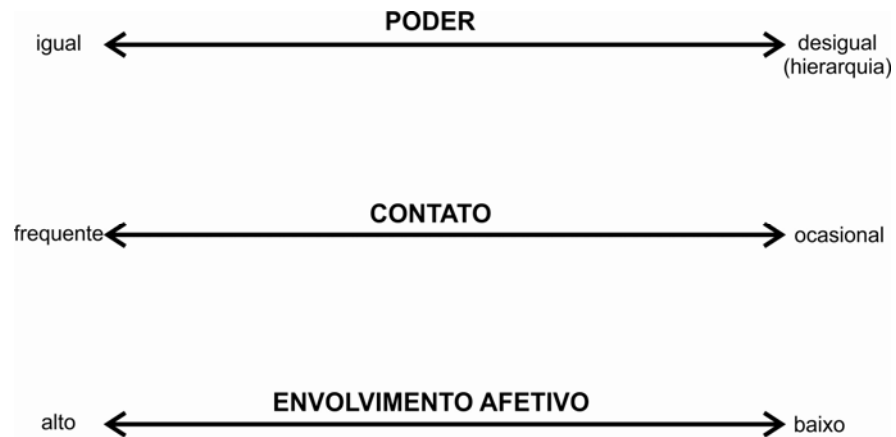 PODER
igual desigual
(hierarquia)
CONTATO
frequente ocasional
ENVOLVIMENTO AFETIVO
alto baixo